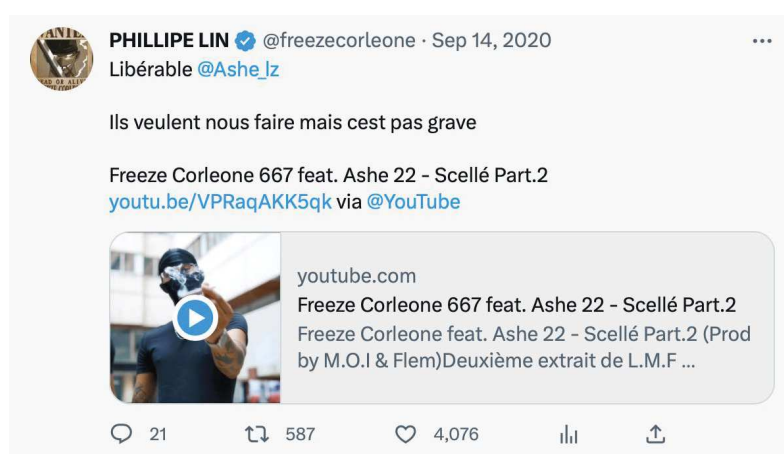 PHILLIPE LIN @freezecorleone · Sep 14, 2020
Libérable @Ashe_lz
Ils veulent nous faire mais cest pas grave
Freeze Corleone 667 feat. Ashe 22 - Scellé Part.2
youtu.be/VPRaqAKK5qk via @YouTube
youtube.com
Freeze Corleone 667 feat. Ashe 22 - Scellé Part.2
Freeze Corleone feat. Ashe 22 - Scellé Part.2 (Prod
by M.O.I & Flem)Deuxième extrait de L.M.F ...
21 587 4,076